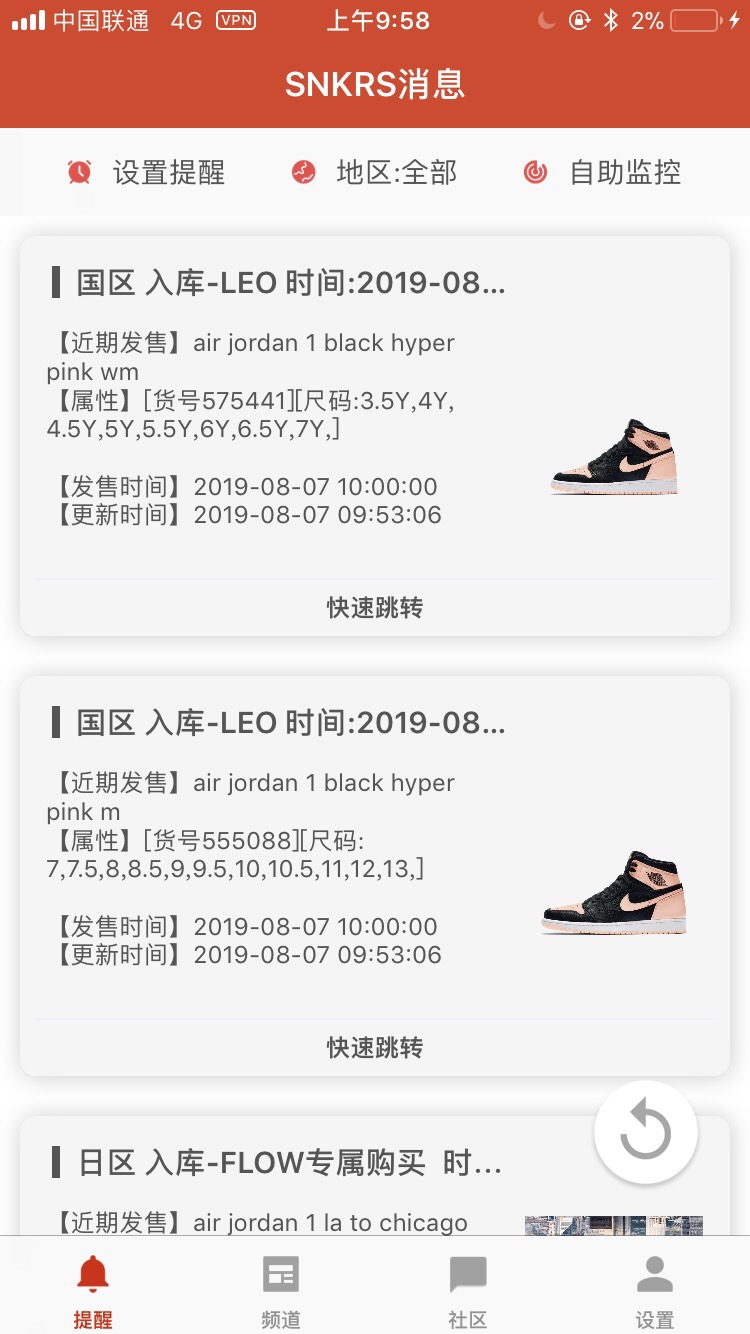 中国联通 4G VPN 上午9:58 2%
SNKRS消息
设置提醒 地区:全部 自助监控
国区 入库-LEO 时间:2019-08...
【近期发售】air jordan 1 black hyper
pink wm
【属性】[货号575441][尺码:3.5Y,4Y,
4.5Y,5Y,5.5Y,6Y,6.5Y,7Y,]
【发售时间】2019-08-07 10:00:00
【更新时间】2019-08-07 09:53:06
快速跳转
国区 入库-LEO 时间:2019-08...
【近期发售】air jordan 1 black hyper
pink m
【属性】[货号555088][尺码:
7,7.5,8,8.5,9,9.5,10,10.5,11,12,13,]
【发售时间】2019-08-07 10:00:00
【更新时间】2019-08-07 09:53:06
快速跳转
日区 入库-FLOW专属购买 时...
【近期发售】air jordan 1 la to chicago
提醒 频道 社区 设置